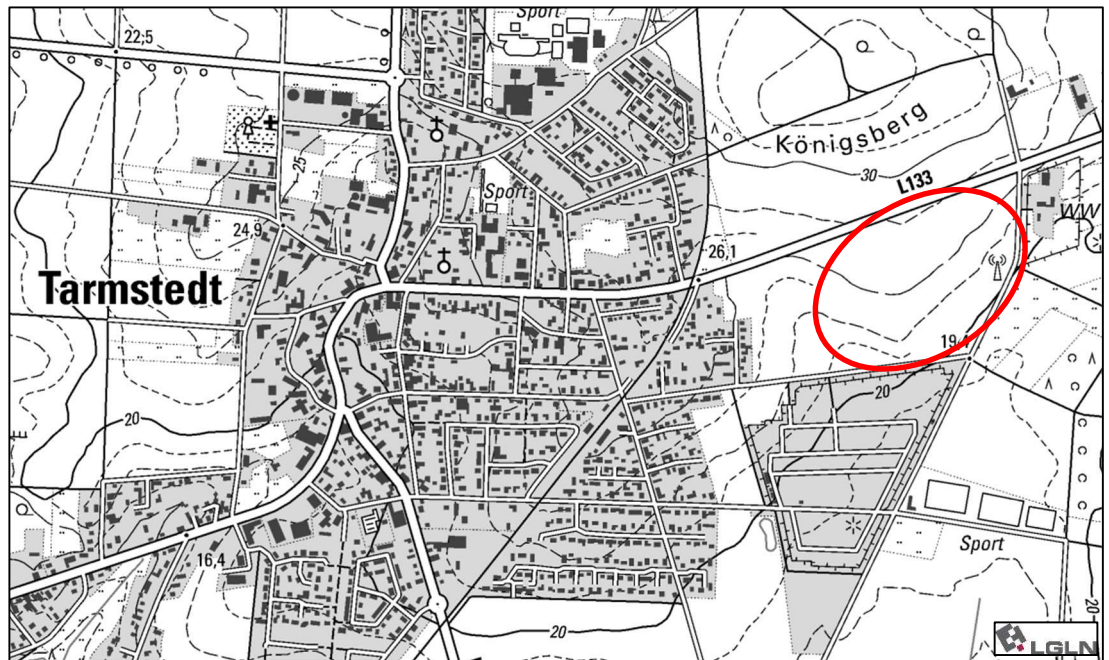 Sport
22,5
Königsberg
25
30
L133
Sport
WW
24,9
26,1
Tarmstedt
20
20
L
Sport
16,4
20
20
LGLN